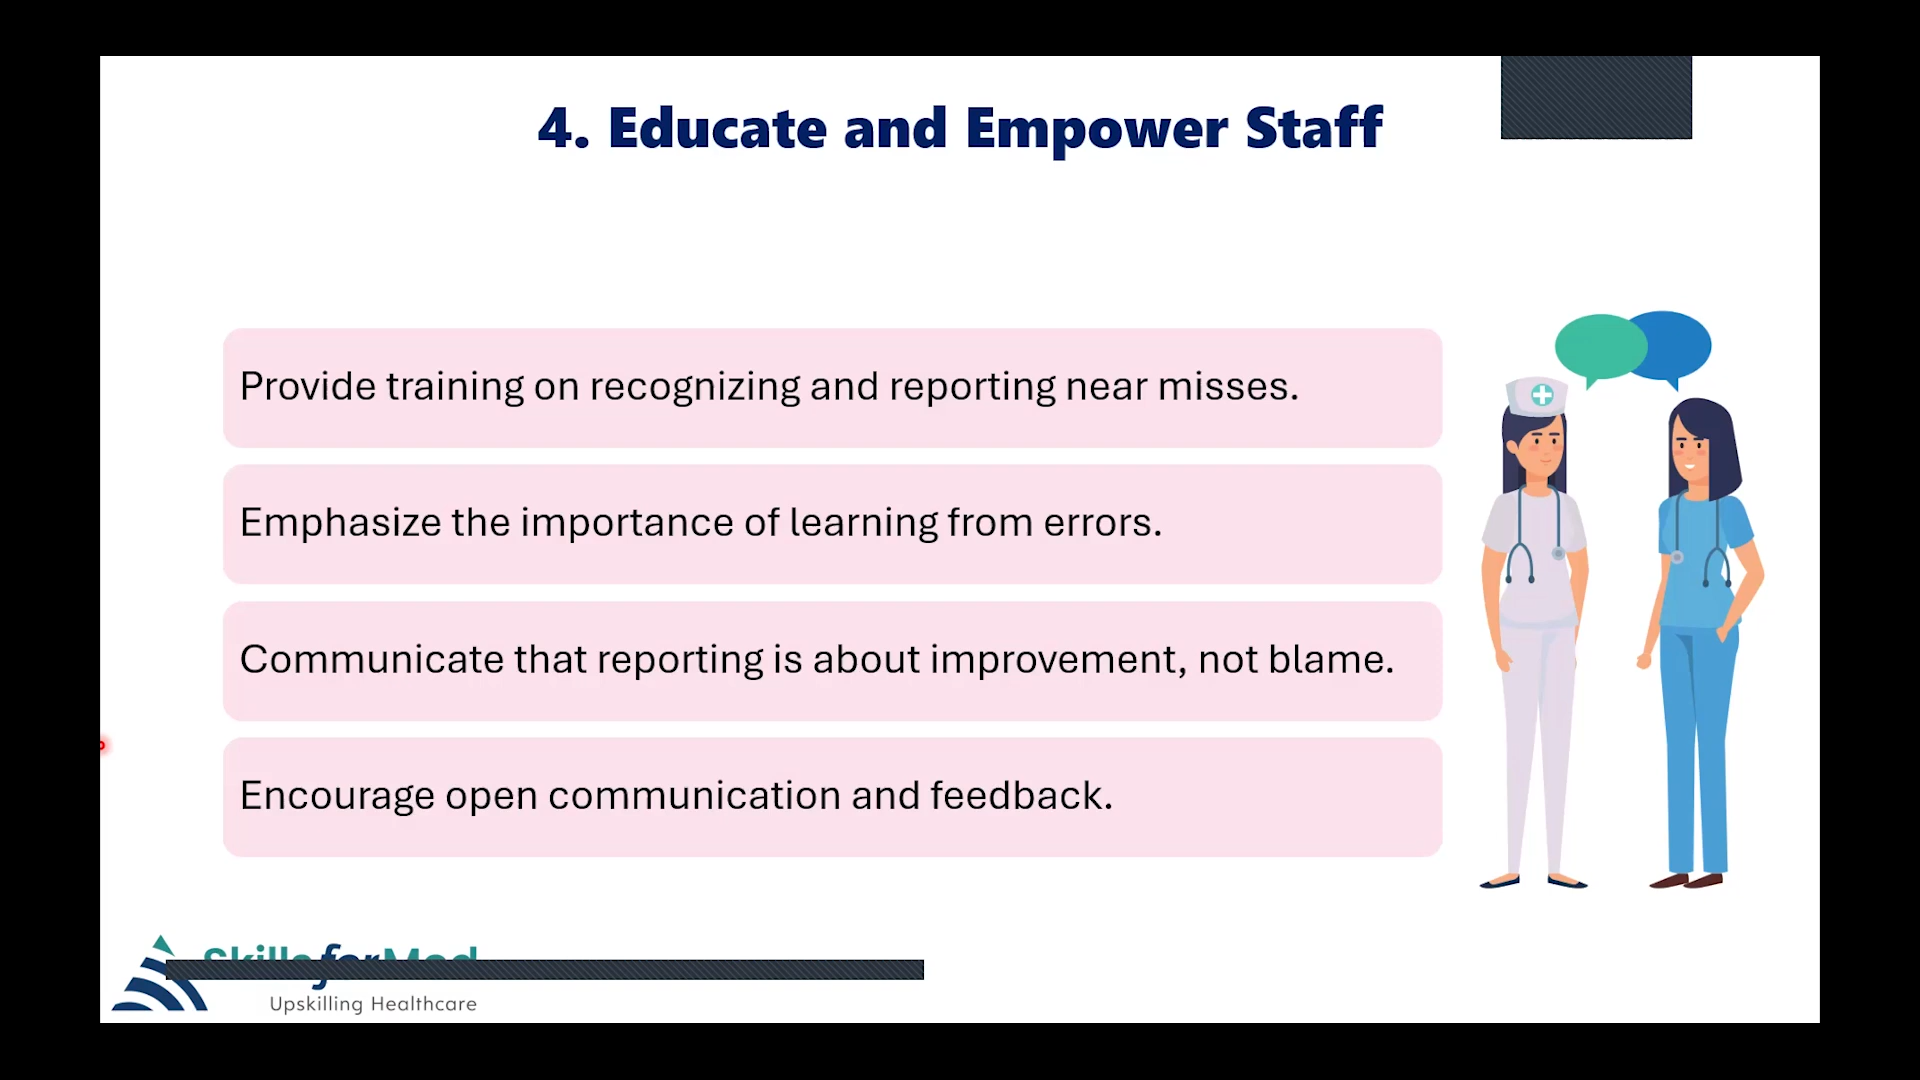 4. Educate and Empower Staff
Provide training on recognizing and reporting near misses.
Emphasize the importance of learning from errors.
Communicate that reporting is about improvement, not blame.
Encourage open communication and feedback.
Upskilling Healthcare